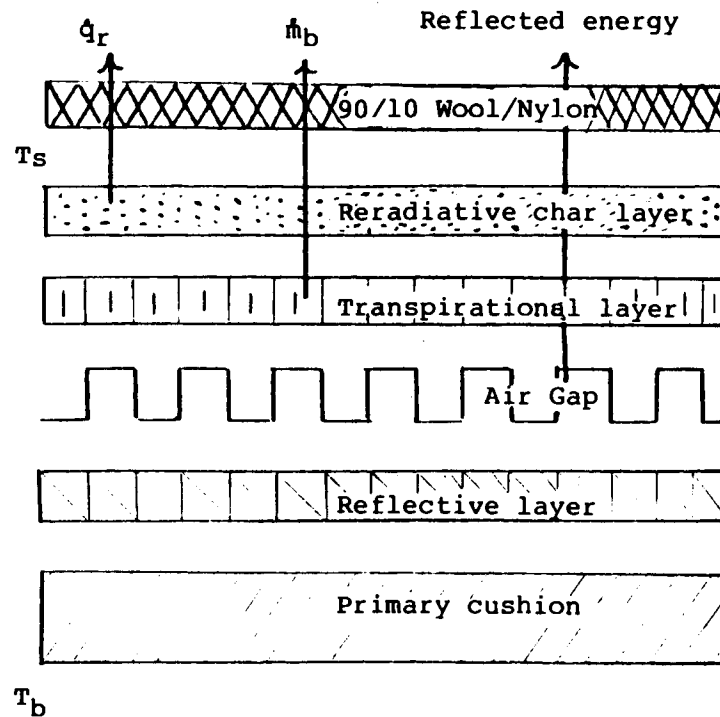 q̇r ṁb Reflected energy
90/10 Wool/Nylon
Ts
Reradiative char layer
Transpirational layer
Air Gap
Reflective layer
Primary cushion
Tb